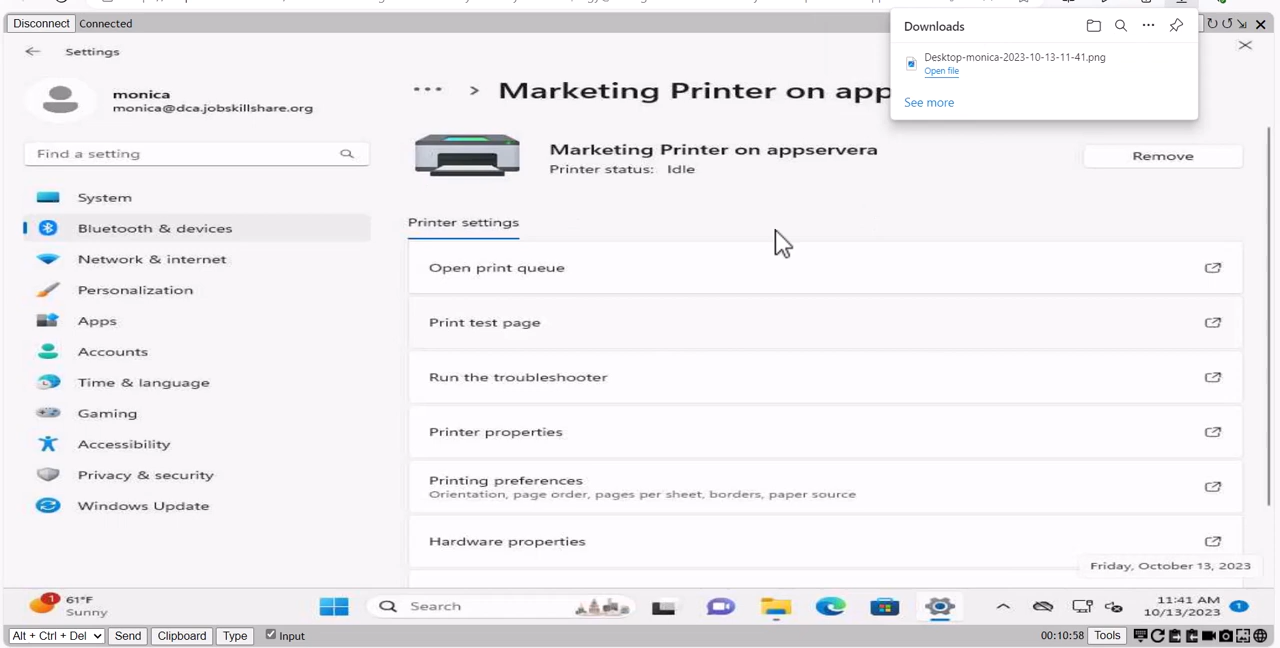 Disconnect Connected
Downloads
Desktop-monica-2023-10-13-11-41.png
Open file
See more
Settings
monica
monica@dca.jobskillshare.org
Find a setting
System
Bluetooth & devices
Network & internet
Personalization
Apps
Accounts
Time & language
Gaming
Accessibility
Privacy & security
Windows Update
... > Marketing Printer on app
Marketing Printer on appservera
Printer status: Idle
Remove
Printer settings
Open print queue
Print test page
Run the troubleshooter
Printer properties
Printing preferences
Orientation, page order, pages per sheet, borders, paper source
Hardware properties
Friday, October 13, 2023
1
61°F
Sunny
Search
11:41 AM
10/13/2023
1
Alt + Ctrl + Del Send Clipboard Type Input 00:10:58 Tools